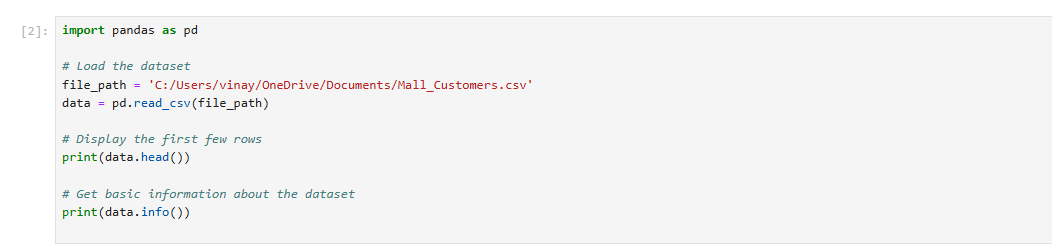 [2]: import pandas as pd
# Load the dataset
file_path = 'C:/Users/vinay/OneDrive/Documents/Mall_Customers.csv'
data = pd.read_csv(file_path)
# Display the first few rows
print(data.head())
# Get basic information about the dataset
print(data.info())